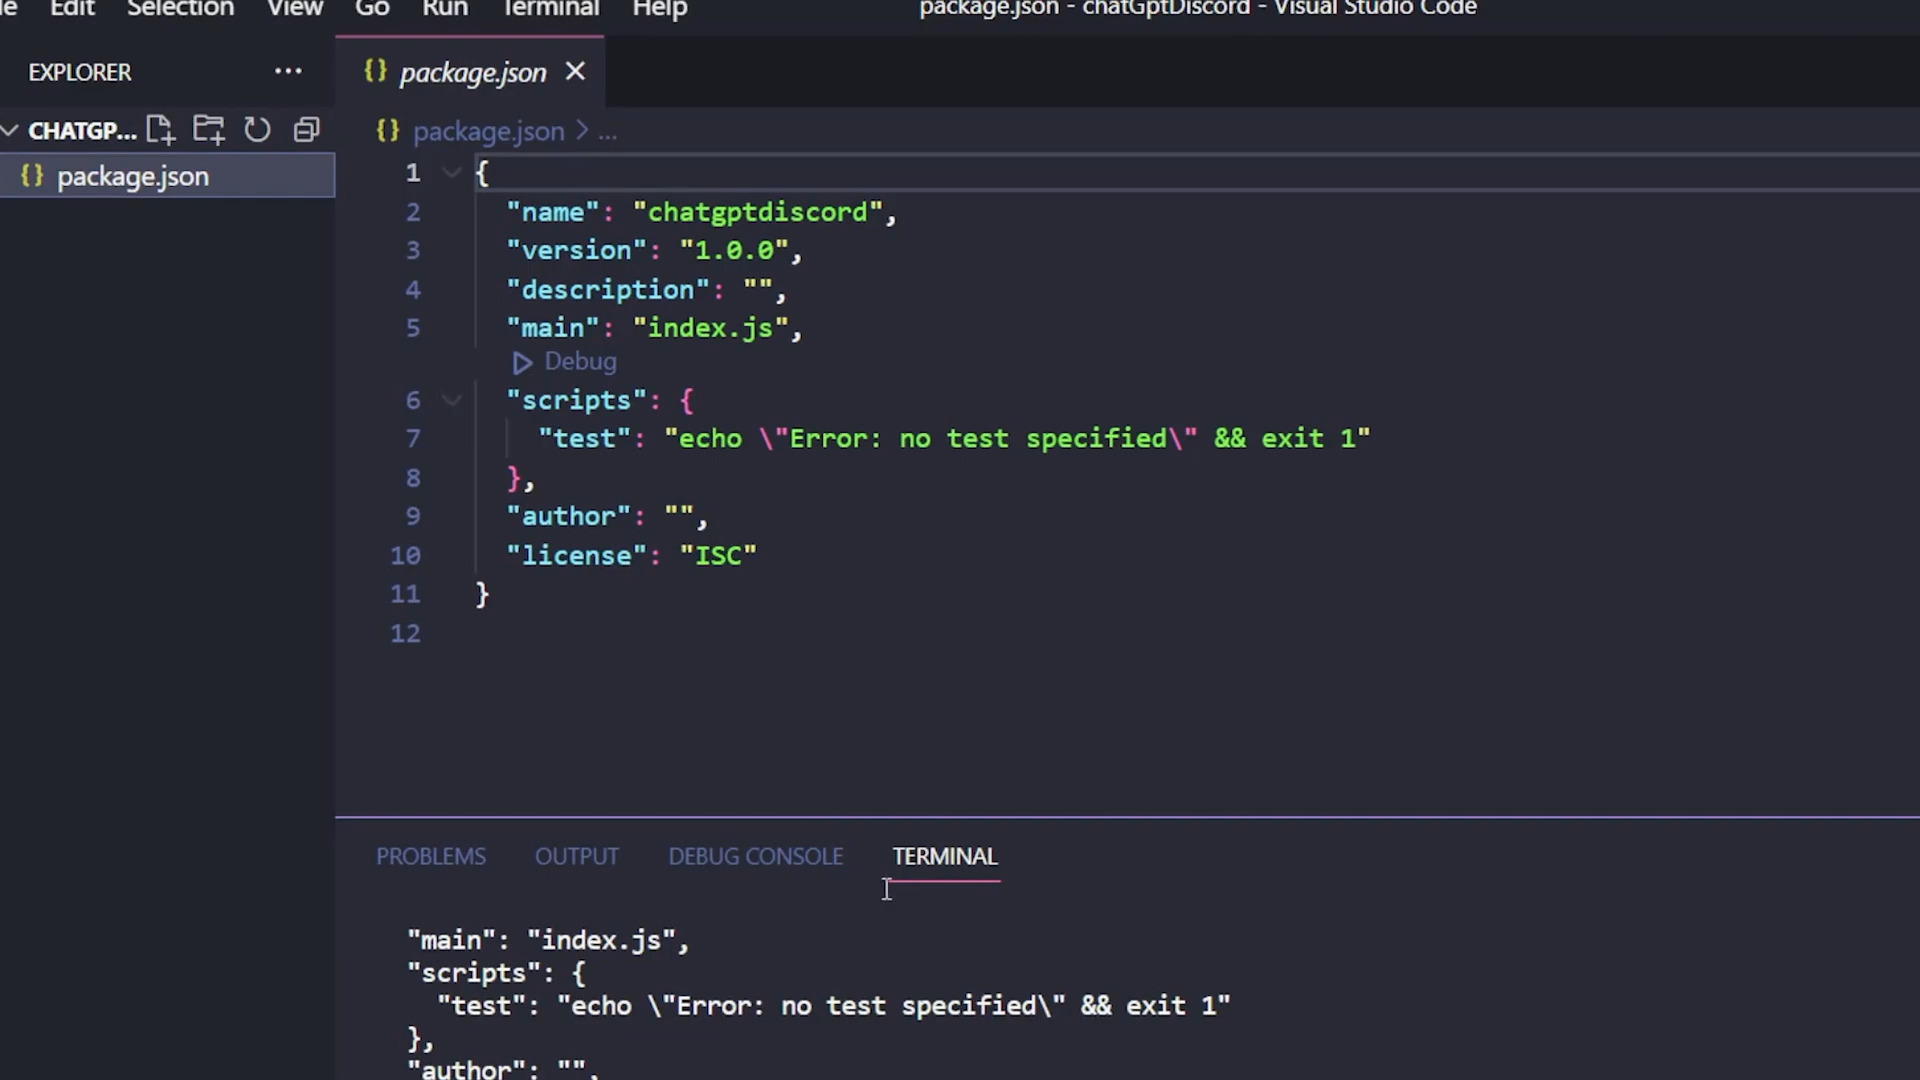 Edit Selection View Go Run Terminal Help package.json - chatGptDiscord - Visual Studio Code
EXPLORER ...
{} package.json
CHATGP...
{} package.json > ...
{} package.json
1 {
2 "name": "chatgptdiscord",
3 "version": "1.0.0",
4 "description": "",
5 "main": "index.js",
Debug
6 "scripts": {
7 "test": "echo \"Error: no test specified\" && exit 1"
8 },
9 "author": "",
10 "license": "ISC"
11 }
12
PROBLEMS OUTPUT DEBUG CONSOLE TERMINAL
"main": "index.js",
"scripts": {
"test": "echo \"Error: no test specified\" && exit 1"
},
"author": "",